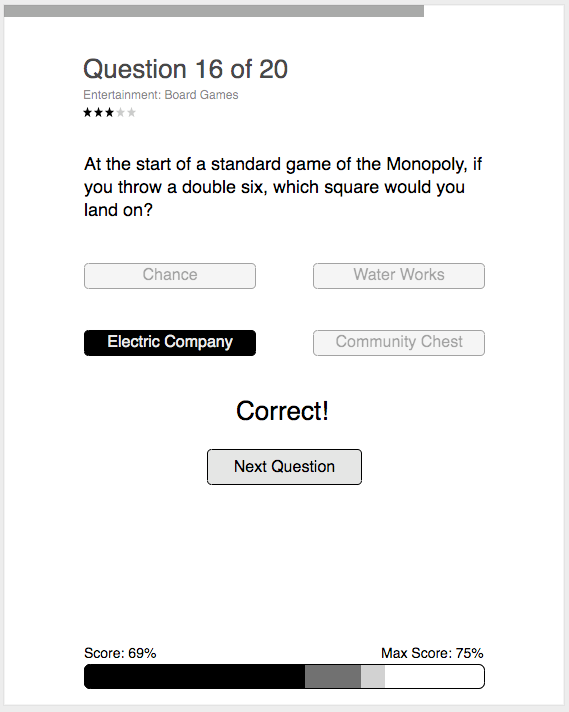 Question 16 of 20
Entertainment: Board Games
At the start of a standard game of the Monopoly, if
you throw a double six, which square would you
land on?
Chance
Water Works
Electric Company
Community Chest
Correct!
Next Question
Score: 69%
Max Score: 75%